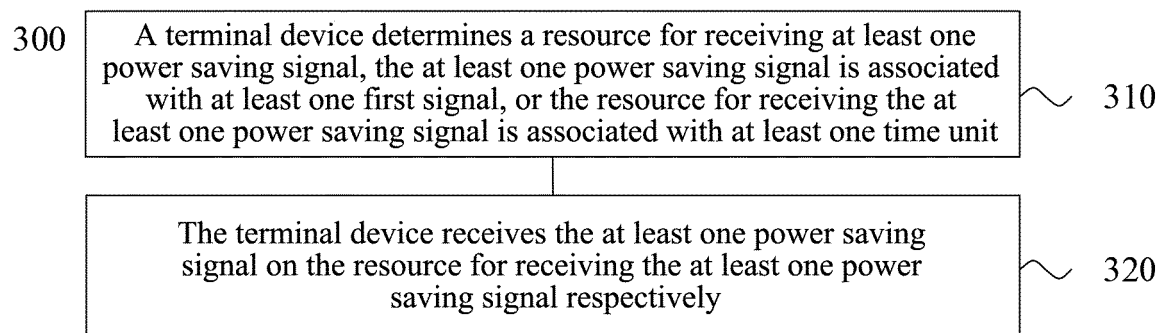 300
A terminal device determines a resource for receiving at least one
power saving signal, the at least one power saving signal is associated
with at least one first signal, or the resource for receiving the at
least one power saving signal is associated with at least one time unit
310
The terminal device receives the at least one power saving
signal on the resource for receiving the at least one power
saving signal respectively
320